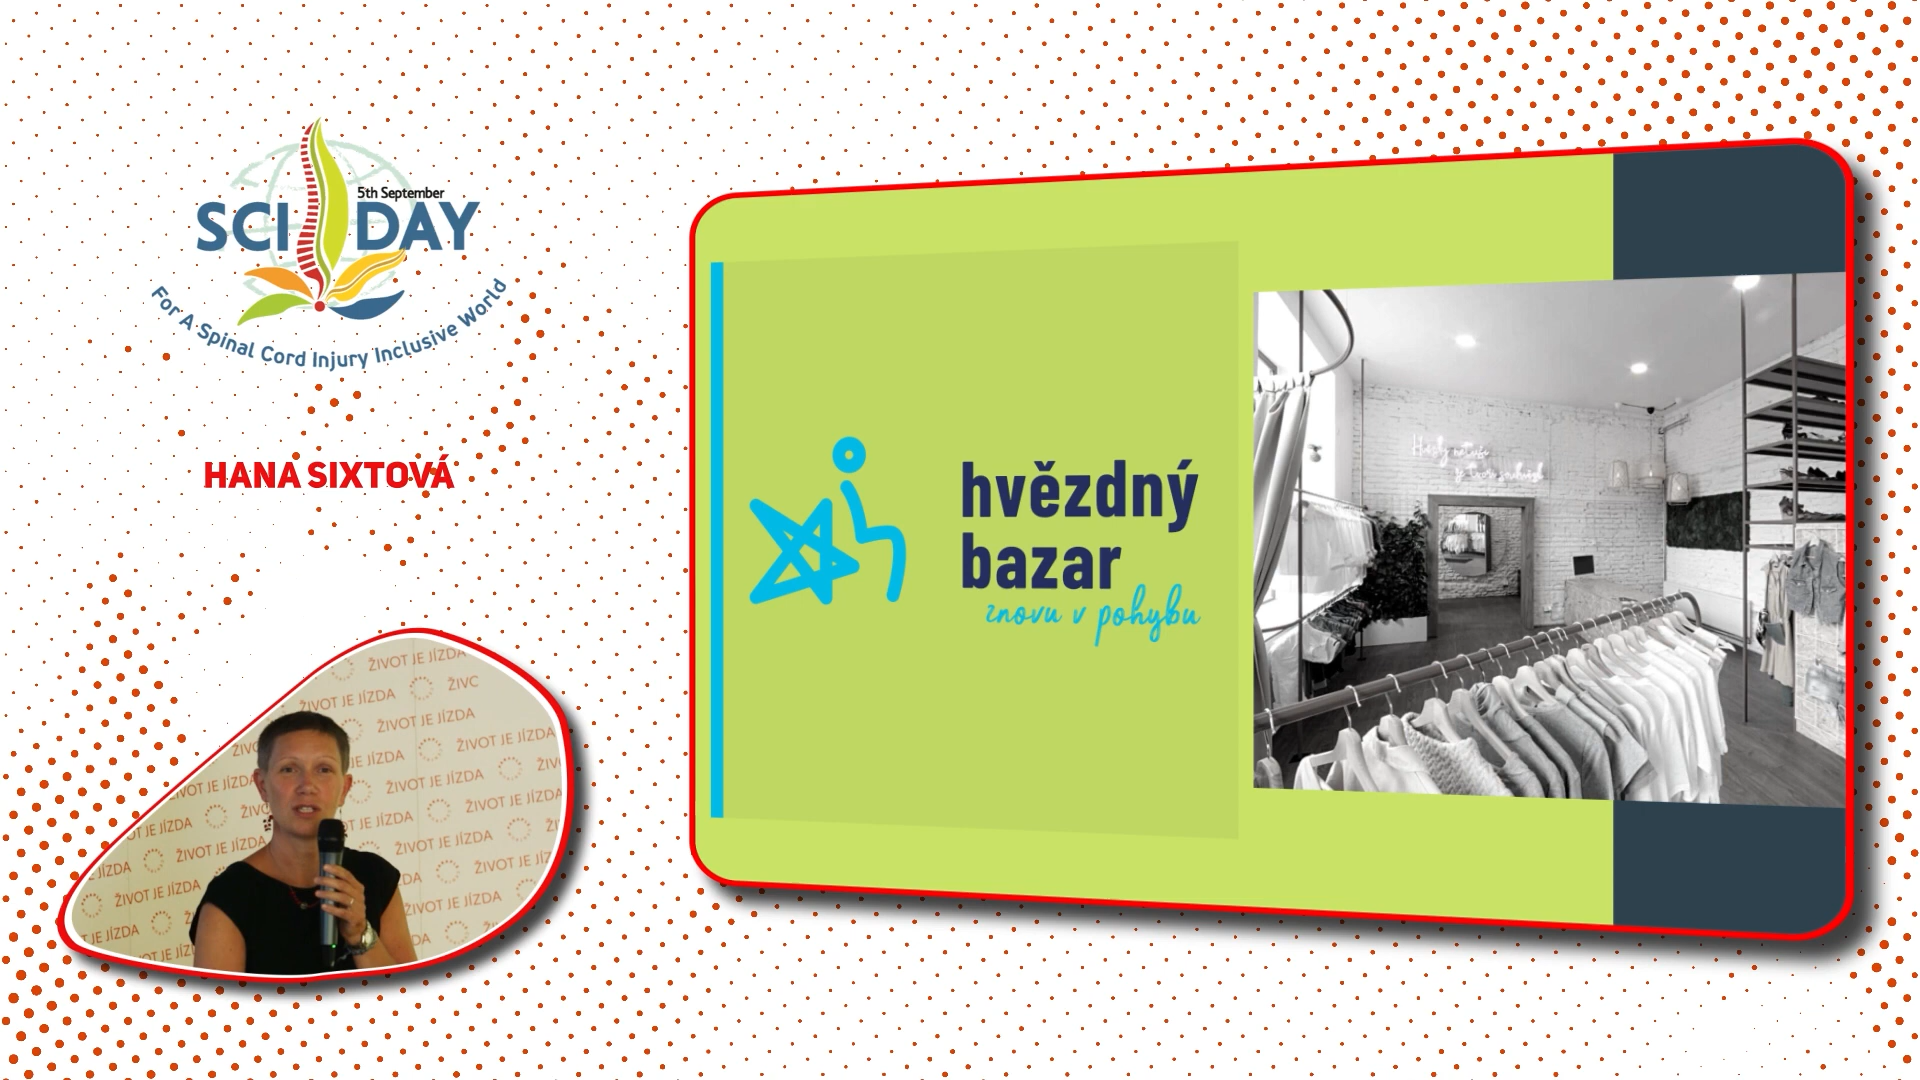 5th September
SCI DAY
For A Spinal Cord Injury Inclusive World
HANA SIXTOVÁ
hvězdný
bazar
znovu v pohybu
ŽIVOT JE JÍZDA
ŽIVOT JE JÍZDA
ŽIVOT JE JÍZDA
ŽIVOT JE JÍZDA
ŽIVOT JE JÍZDA
ŽIVOT JE JÍZDA
ŽIVOT JE JÍZDA
ŽIVOT JE JÍZDA
ŽIVOT JE JÍZDA
ŽIVOT JE JÍZDA